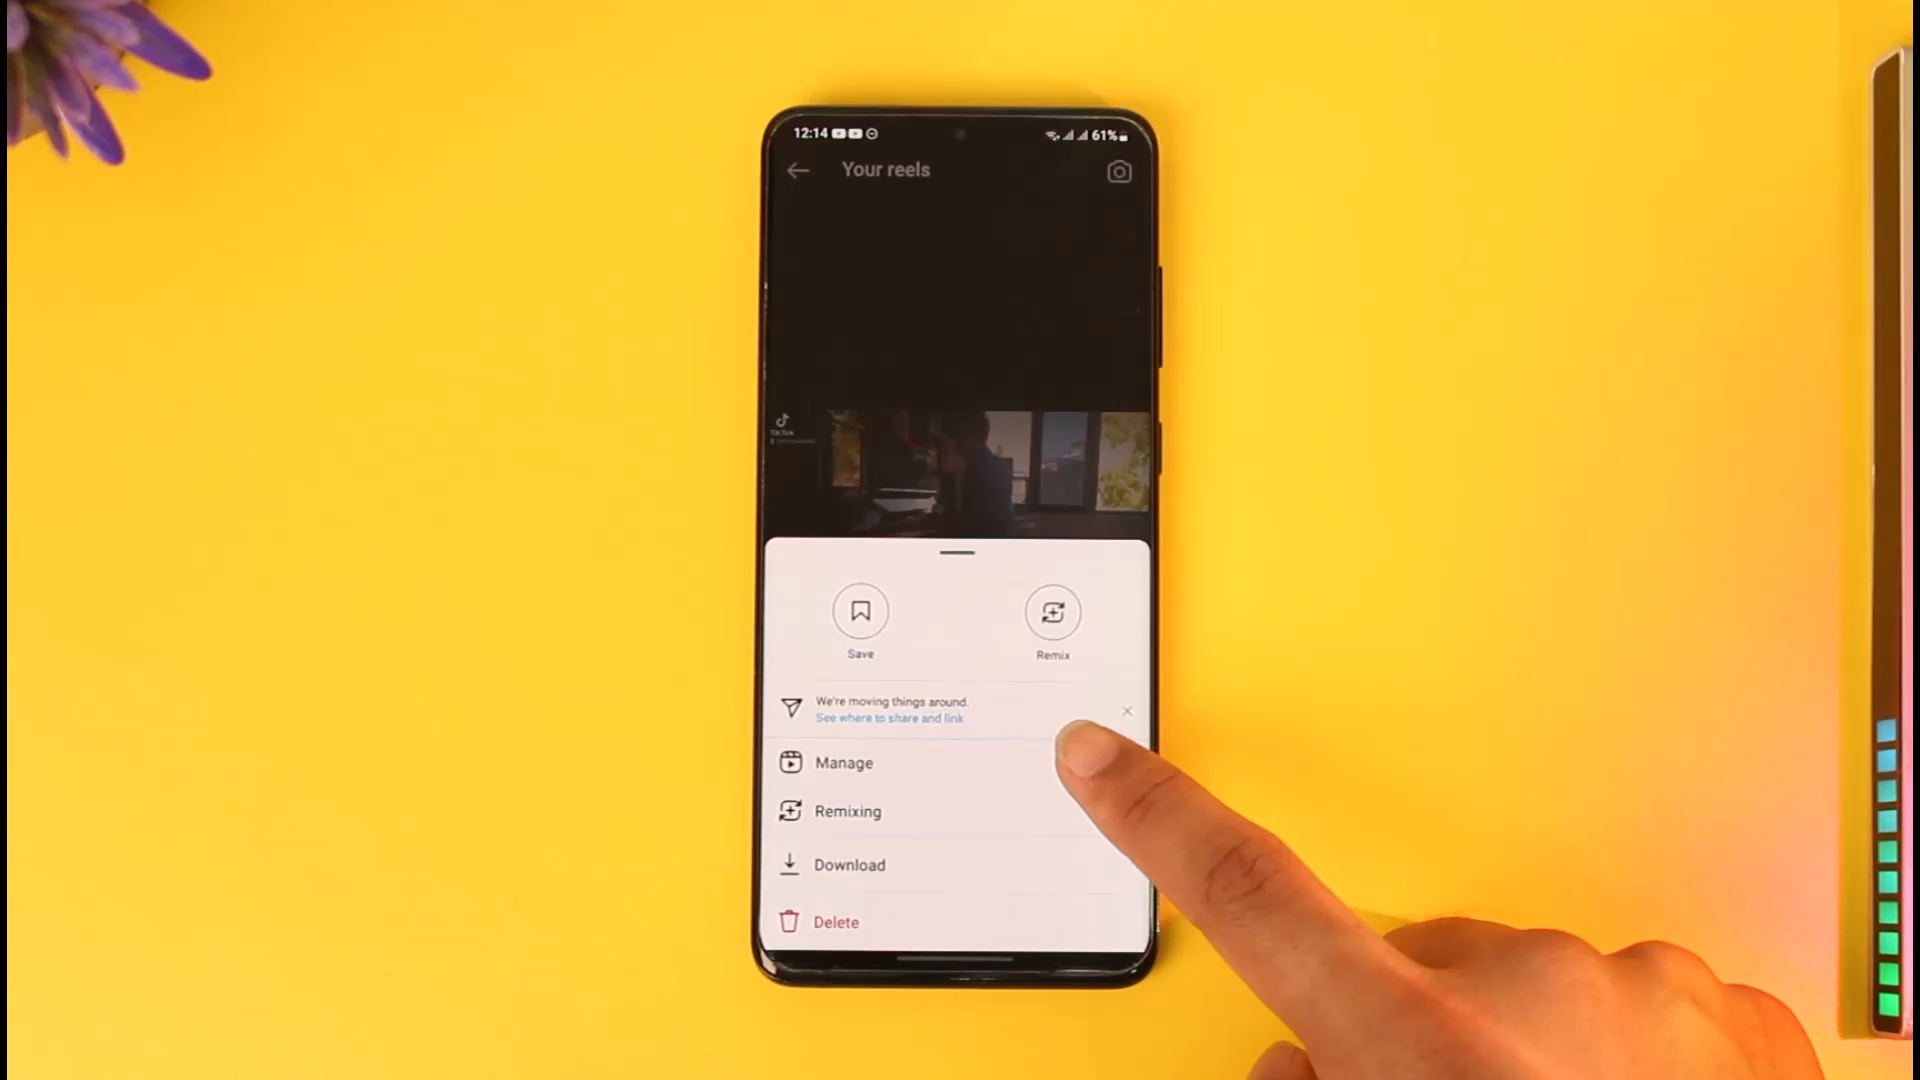 12:14
61%
Your reels
TikTok
Save
Remix
We're moving things around.
See where to share and link
Manage
Remixing
Download
Delete